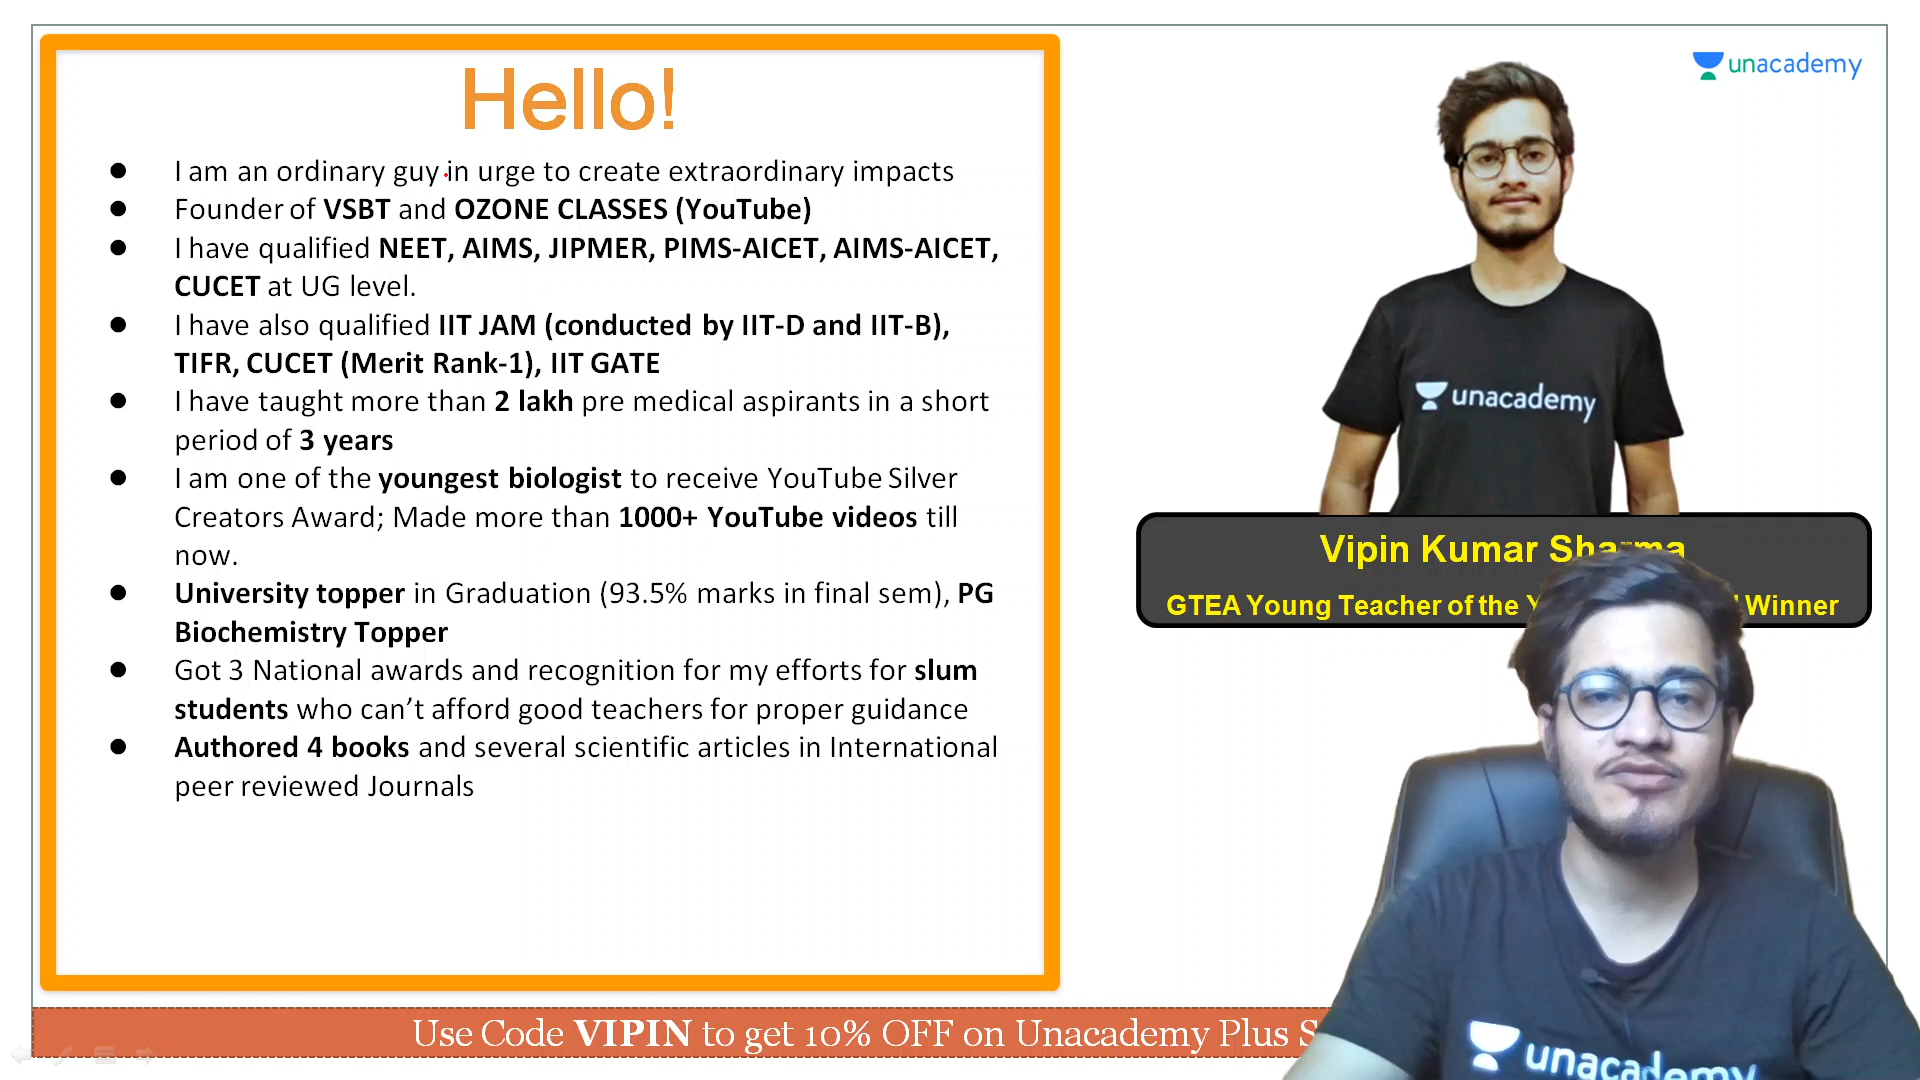 Hello!
I am an ordinary guy in urge to create extraordinary impacts
Founder of VSBT and OZONE CLASSES (YouTube)
I have qualified NEET, AIMS, JIPMER, PIMS-AICET, AIMS-AICET,
CUCET at UG level.
I have also qualified IIT JAM (conducted by IIT-D and IIT-B),
TIFR, CUCET (Merit Rank-1), IIT GATE
I have taught more than 2 lakh pre medical aspirants in a short
period of 3 years
I am one of the youngest biologist to receive YouTube Silver
Creators Award; Made more than 1000+ YouTube videos till
now.
University topper in Graduation (93.5% marks in final sem), PG
Biochemistry Topper
Got 3 National awards and recognition for my efforts for slum
students who can’t afford good teachers for proper guidance
Authored 4 books and several scientific articles in International
peer reviewed Journals
unacademy
unacademy
Vipin Kumar Sharma
GTEA Young Teacher of the Winner
Use Code VIPIN to get 10% OFF on Unacademy Plus
unacademy